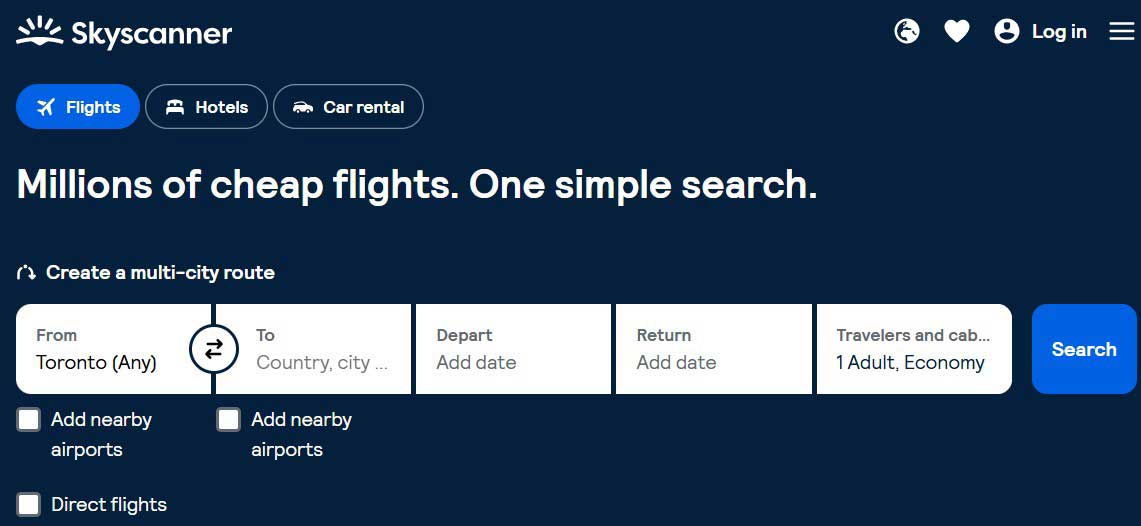 Skyscanner
Log in
Flights
Hotels
Car rental
Millions of cheap flights. One simple search.
Create a multi-city route
From
Toronto (Any)
To
Country, city ...
Depart
Add date
Return
Add date
Travelers and cab...
1 Adult, Economy
Search
Add nearby
airports
Add nearby
airports
Direct flights